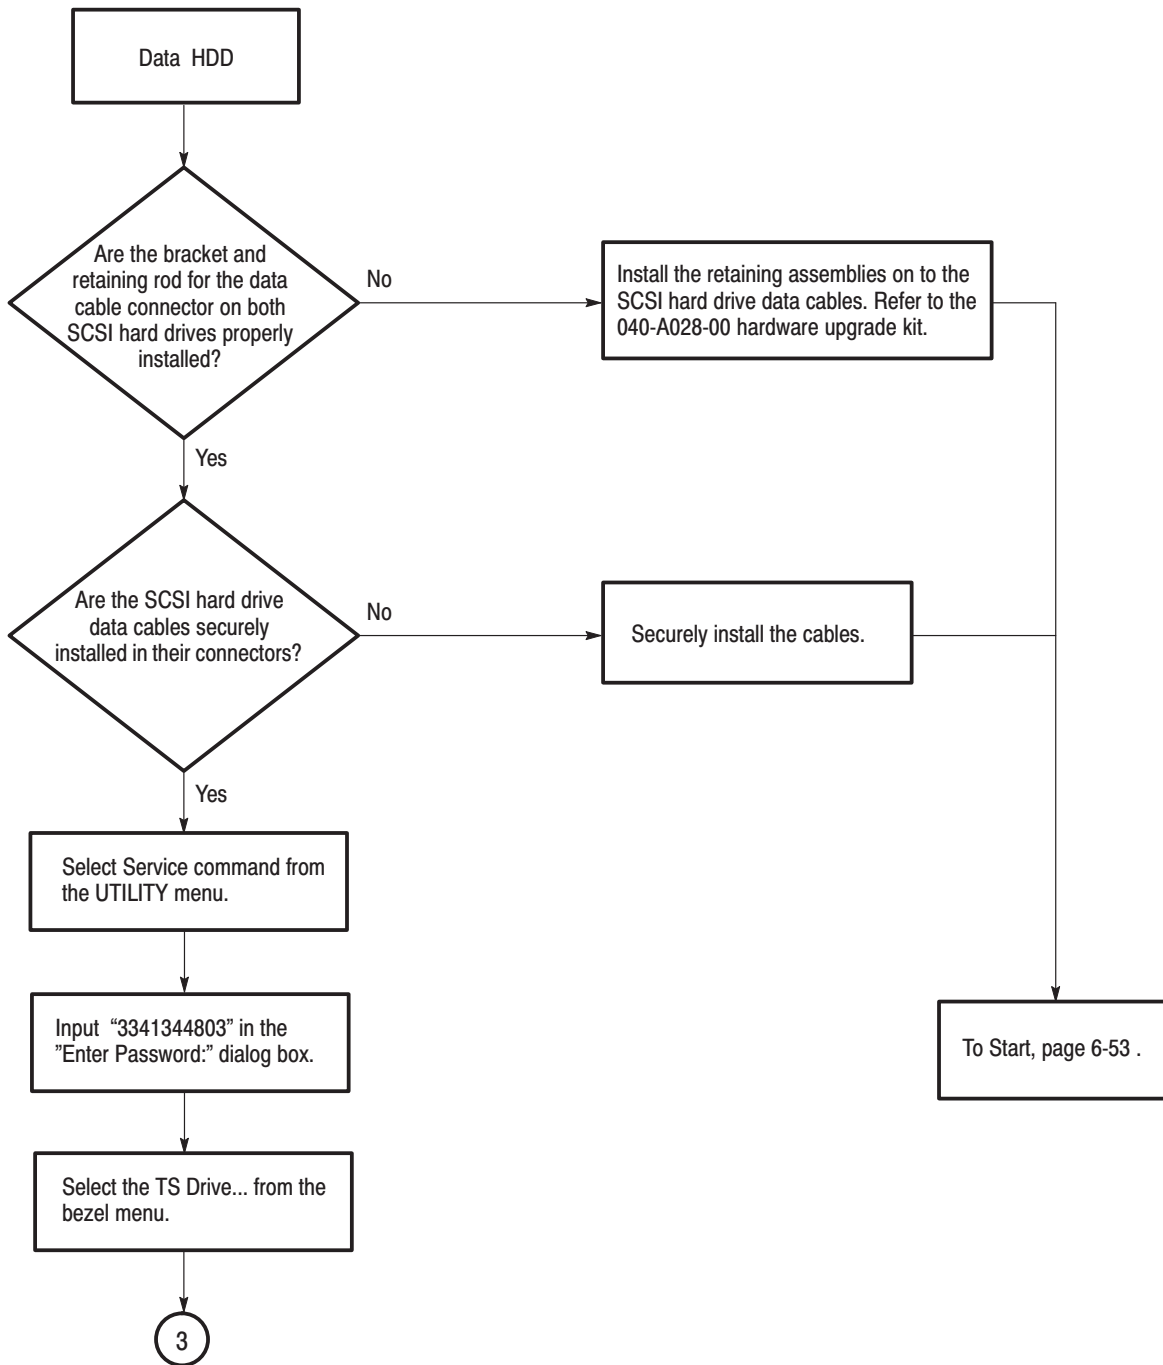 Data HDD
Are the bracket and
retaining rod for the data
cable connector on both
SCSI hard drives properly
installed?
No
Install the retaining assemblies on to the
SCSI hard drive data cables. Refer to the
040-A028-00 hardware upgrade kit.
Yes
Are the SCSI hard drive
data cables securely
installed in their connectors?
No
Securely install the cables.
Yes
Select Service command from
the UTILITY menu.
Input “3341344803” in the
”Enter Password:” dialog box.
To Start, page 6-53 .
Select the TS Drive... from the
bezel menu.
3